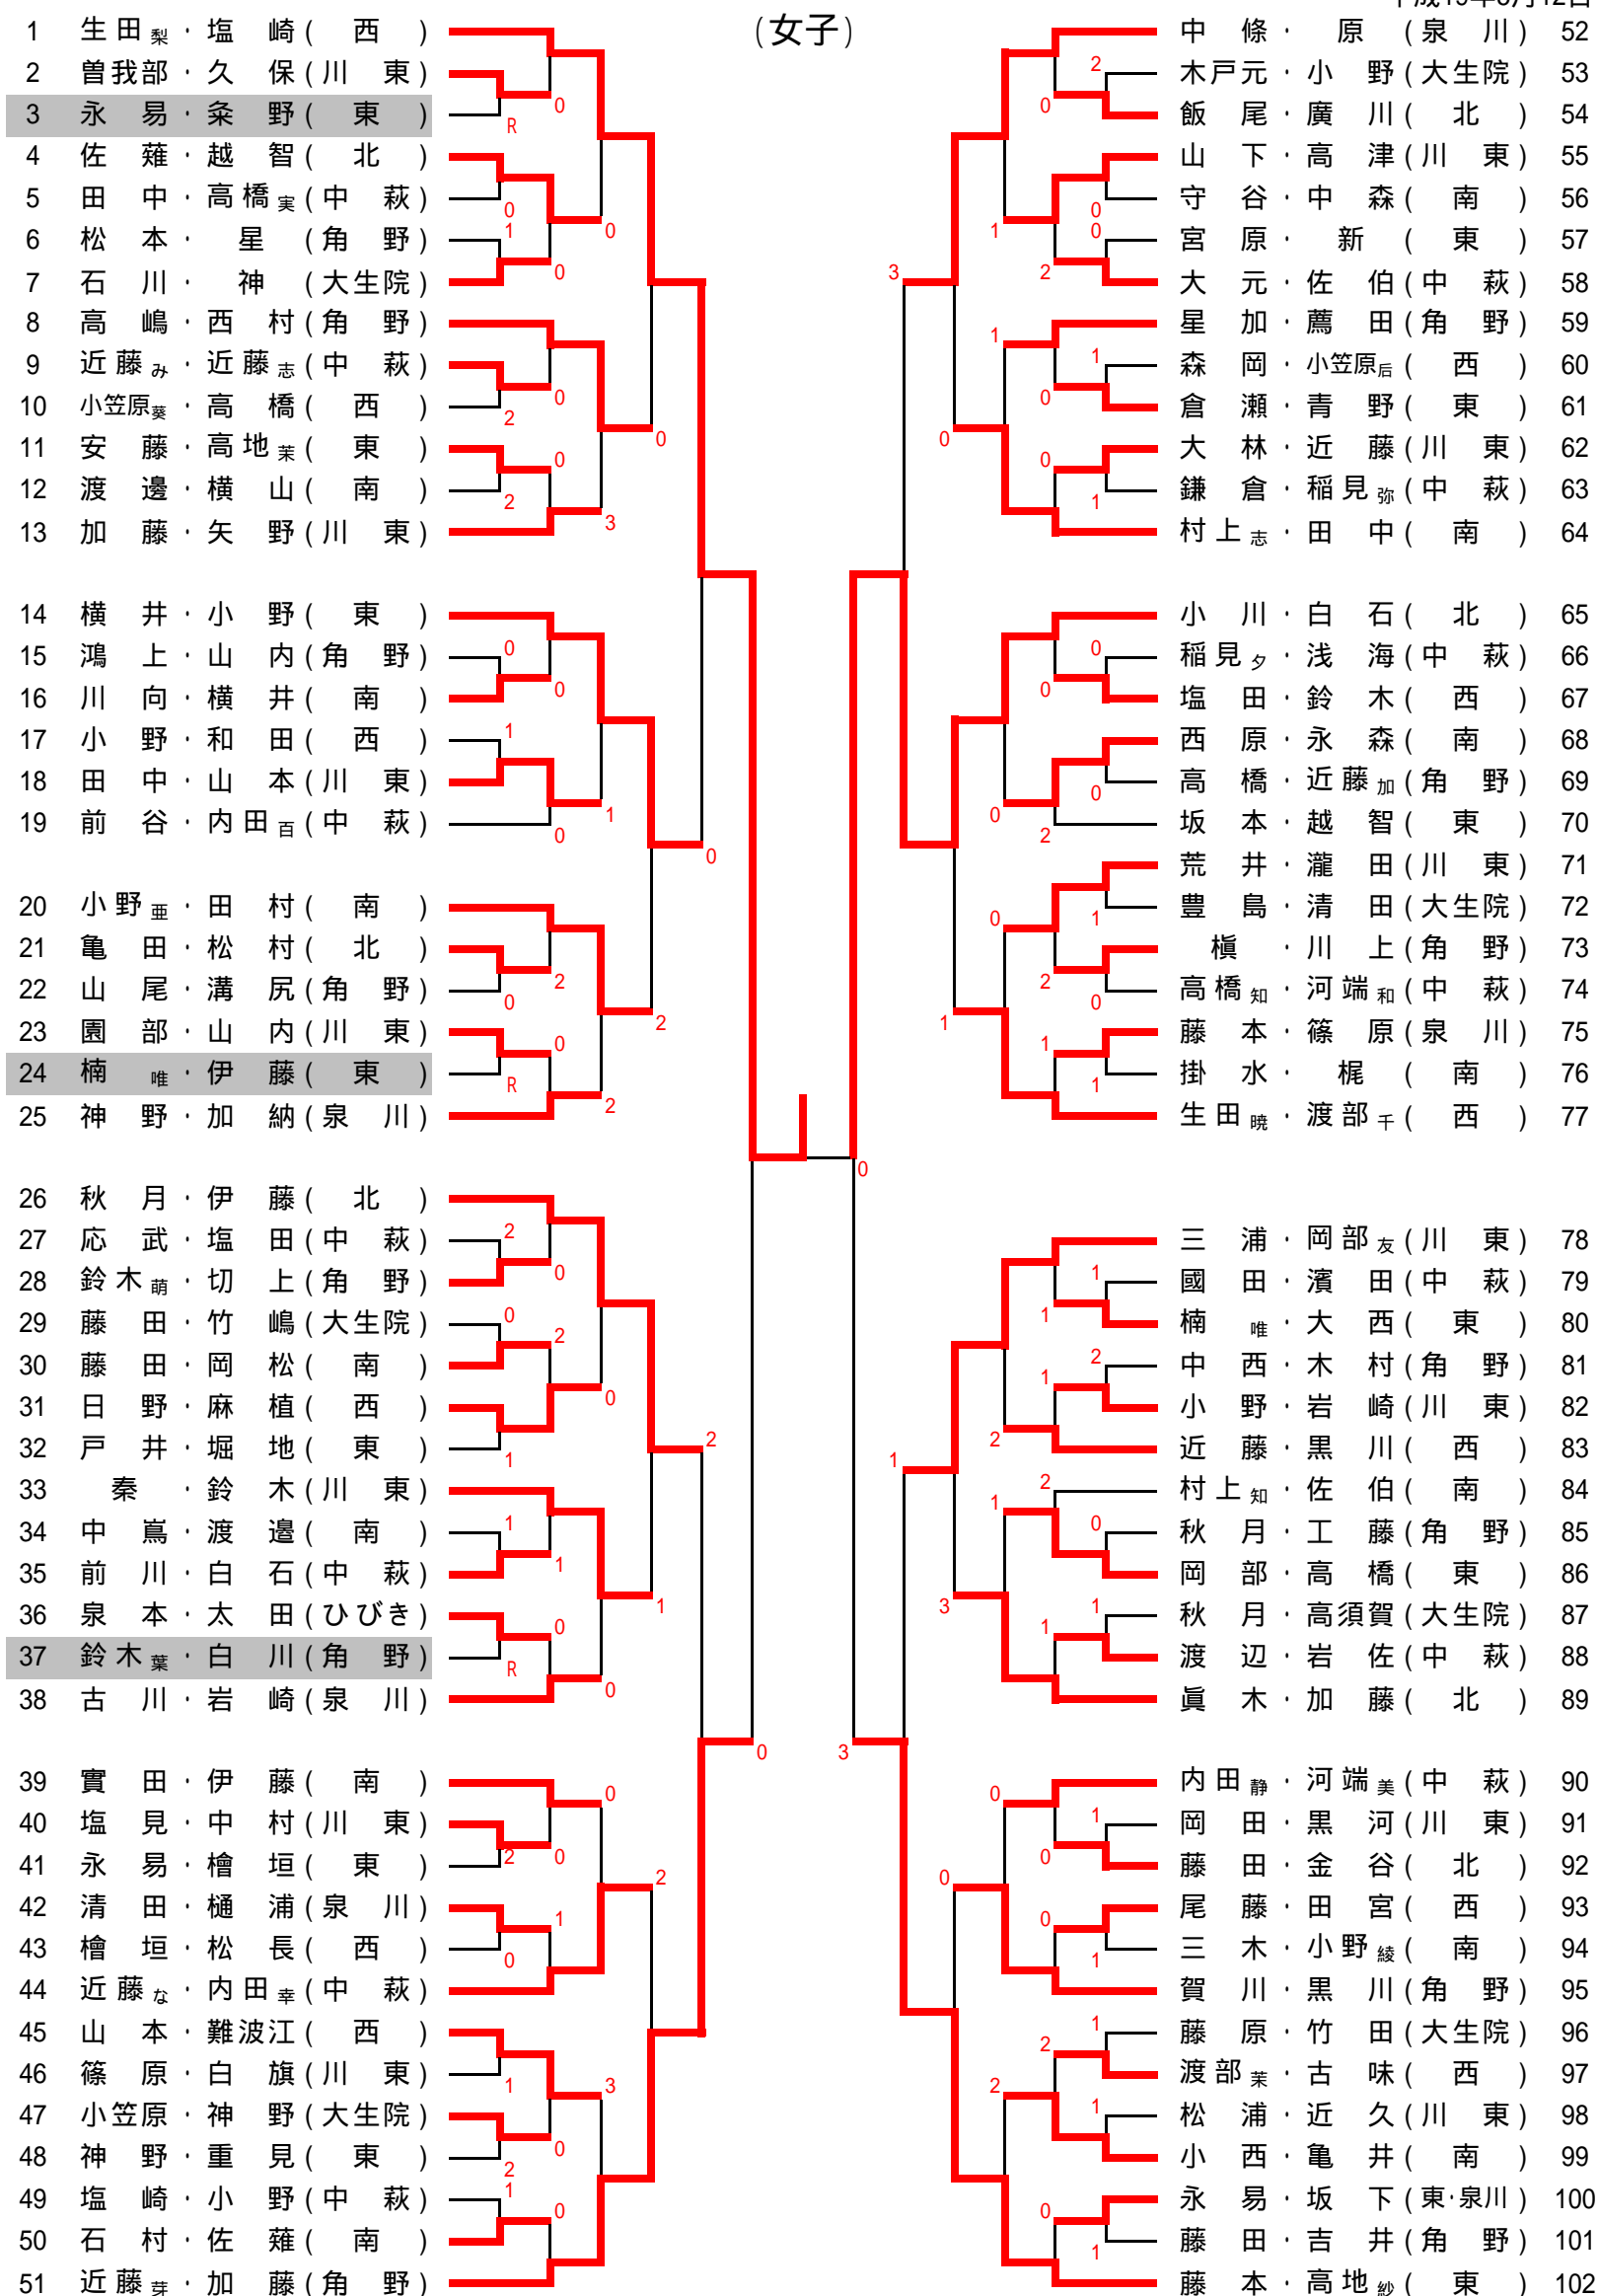 (女子)
1 生田梨・塩崎(西)
2 曽我部・久保(川東)
3 永易・粂野(東)
4 佐薙・越智(北)
5 田中・高橋実(中萩)
6 松本・星(角野)
7 石川・神(大生院)
8 高嶋・西村(角野)
9 近藤み・近藤志(中萩)
10 小笠原葵・高橋(西)
11 安藤・高地茉(東)
12 渡邊・横山(南)
13 加藤・矢野(川東)
14 横井・小野(東)
15 鴻上・山内(角野)
16 川向・横井(南)
17 小野・和田(西)
18 田中・山本(川東)
19 前谷・内田百(中萩)
20 小野亜・田村(南)
21 亀田・松村(北)
22 山尾・溝尻(角野)
23 園部・山内(川東)
24 楠唯・伊藤(東)
25 神野・加納(泉川)
26 秋月・伊藤(北)
27 応武・塩田(中萩)
28 鈴木萌・切上(角野)
29 藤田・竹嶋(大生院)
30 藤田・岡松(南)
31 日野・麻植(西)
32 戸井・堀地(東)
33 秦・鈴木(川東)
34 中嶌・渡邉(南)
35 前川・白石(中萩)
36 泉本・太田(ひびき)
37 鈴木葉・白川(角野)
38 古川・岩崎(泉川)
39 實田・伊藤(南)
40 塩見・中村(川東)
41 永易・檜垣(東)
42 清田・樋浦(泉川)
43 檜垣・松長(西)
44 近藤な・内田幸(中萩)
45 山本・難波江(西)
46 篠原・白旗(川東)
47 小笠原・神野(大生院)
48 神野・重見(東)
49 塩崎・小野(中萩)
50 石村・佐薙(南)
51 近藤芽・加藤(角野)
中條・原(泉川) 52
木戸元・小野(大生院) 53
飯尾・廣川(北) 54
山下・高津(川東) 55
守谷・中森(南) 56
宮原・新(東) 57
大元・佐伯(中萩) 58
星加・薦田(角野) 59
森岡・小笠原后(西) 60
倉瀬・青野(東) 61
大林・近藤(川東) 62
鎌倉・稲見弥(中萩) 63
村上志・田中(南) 64
小川・白石(北) 65
稲見夕・浅海(中萩) 66
塩田・鈴木(西) 67
西原・永森(南) 68
高橋・近藤加(角野) 69
坂本・越智(東) 70
荒井・瀧田(川東) 71
豊島・清田(大生院) 72
槇・川上(角野) 73
高橋知・河端和(中萩) 74
藤本・篠原(泉川) 75
掛水・梶(南) 76
生田暁・渡部千(西) 77
三浦・岡部友(川東) 78
國田・濱田(中萩) 79
楠唯・大西(東) 80
中西・木村(角野) 81
小野・岩崎(川東) 82
近藤・黒川(西) 83
村上知・佐伯(南) 84
秋月・工藤(角野) 85
岡部・高橋(東) 86
秋月・高須賀(大生院) 87
渡辺・岩佐(中萩) 88
眞木・加藤(北) 89
内田静・河端美(中萩) 90
岡田・黒河(川東) 91
藤田・金谷(北) 92
尾藤・田宮(西) 93
三木・小野綾(南) 94
賀川・黒川(角野) 95
藤原・竹田(大生院) 96
渡部茉・古味(西) 97
松浦・近久(川東) 98
小西・亀井(南) 99
永易・坂下(東・泉川) 100
藤田・吉井(角野) 101
藤本・高地紗(東) 102